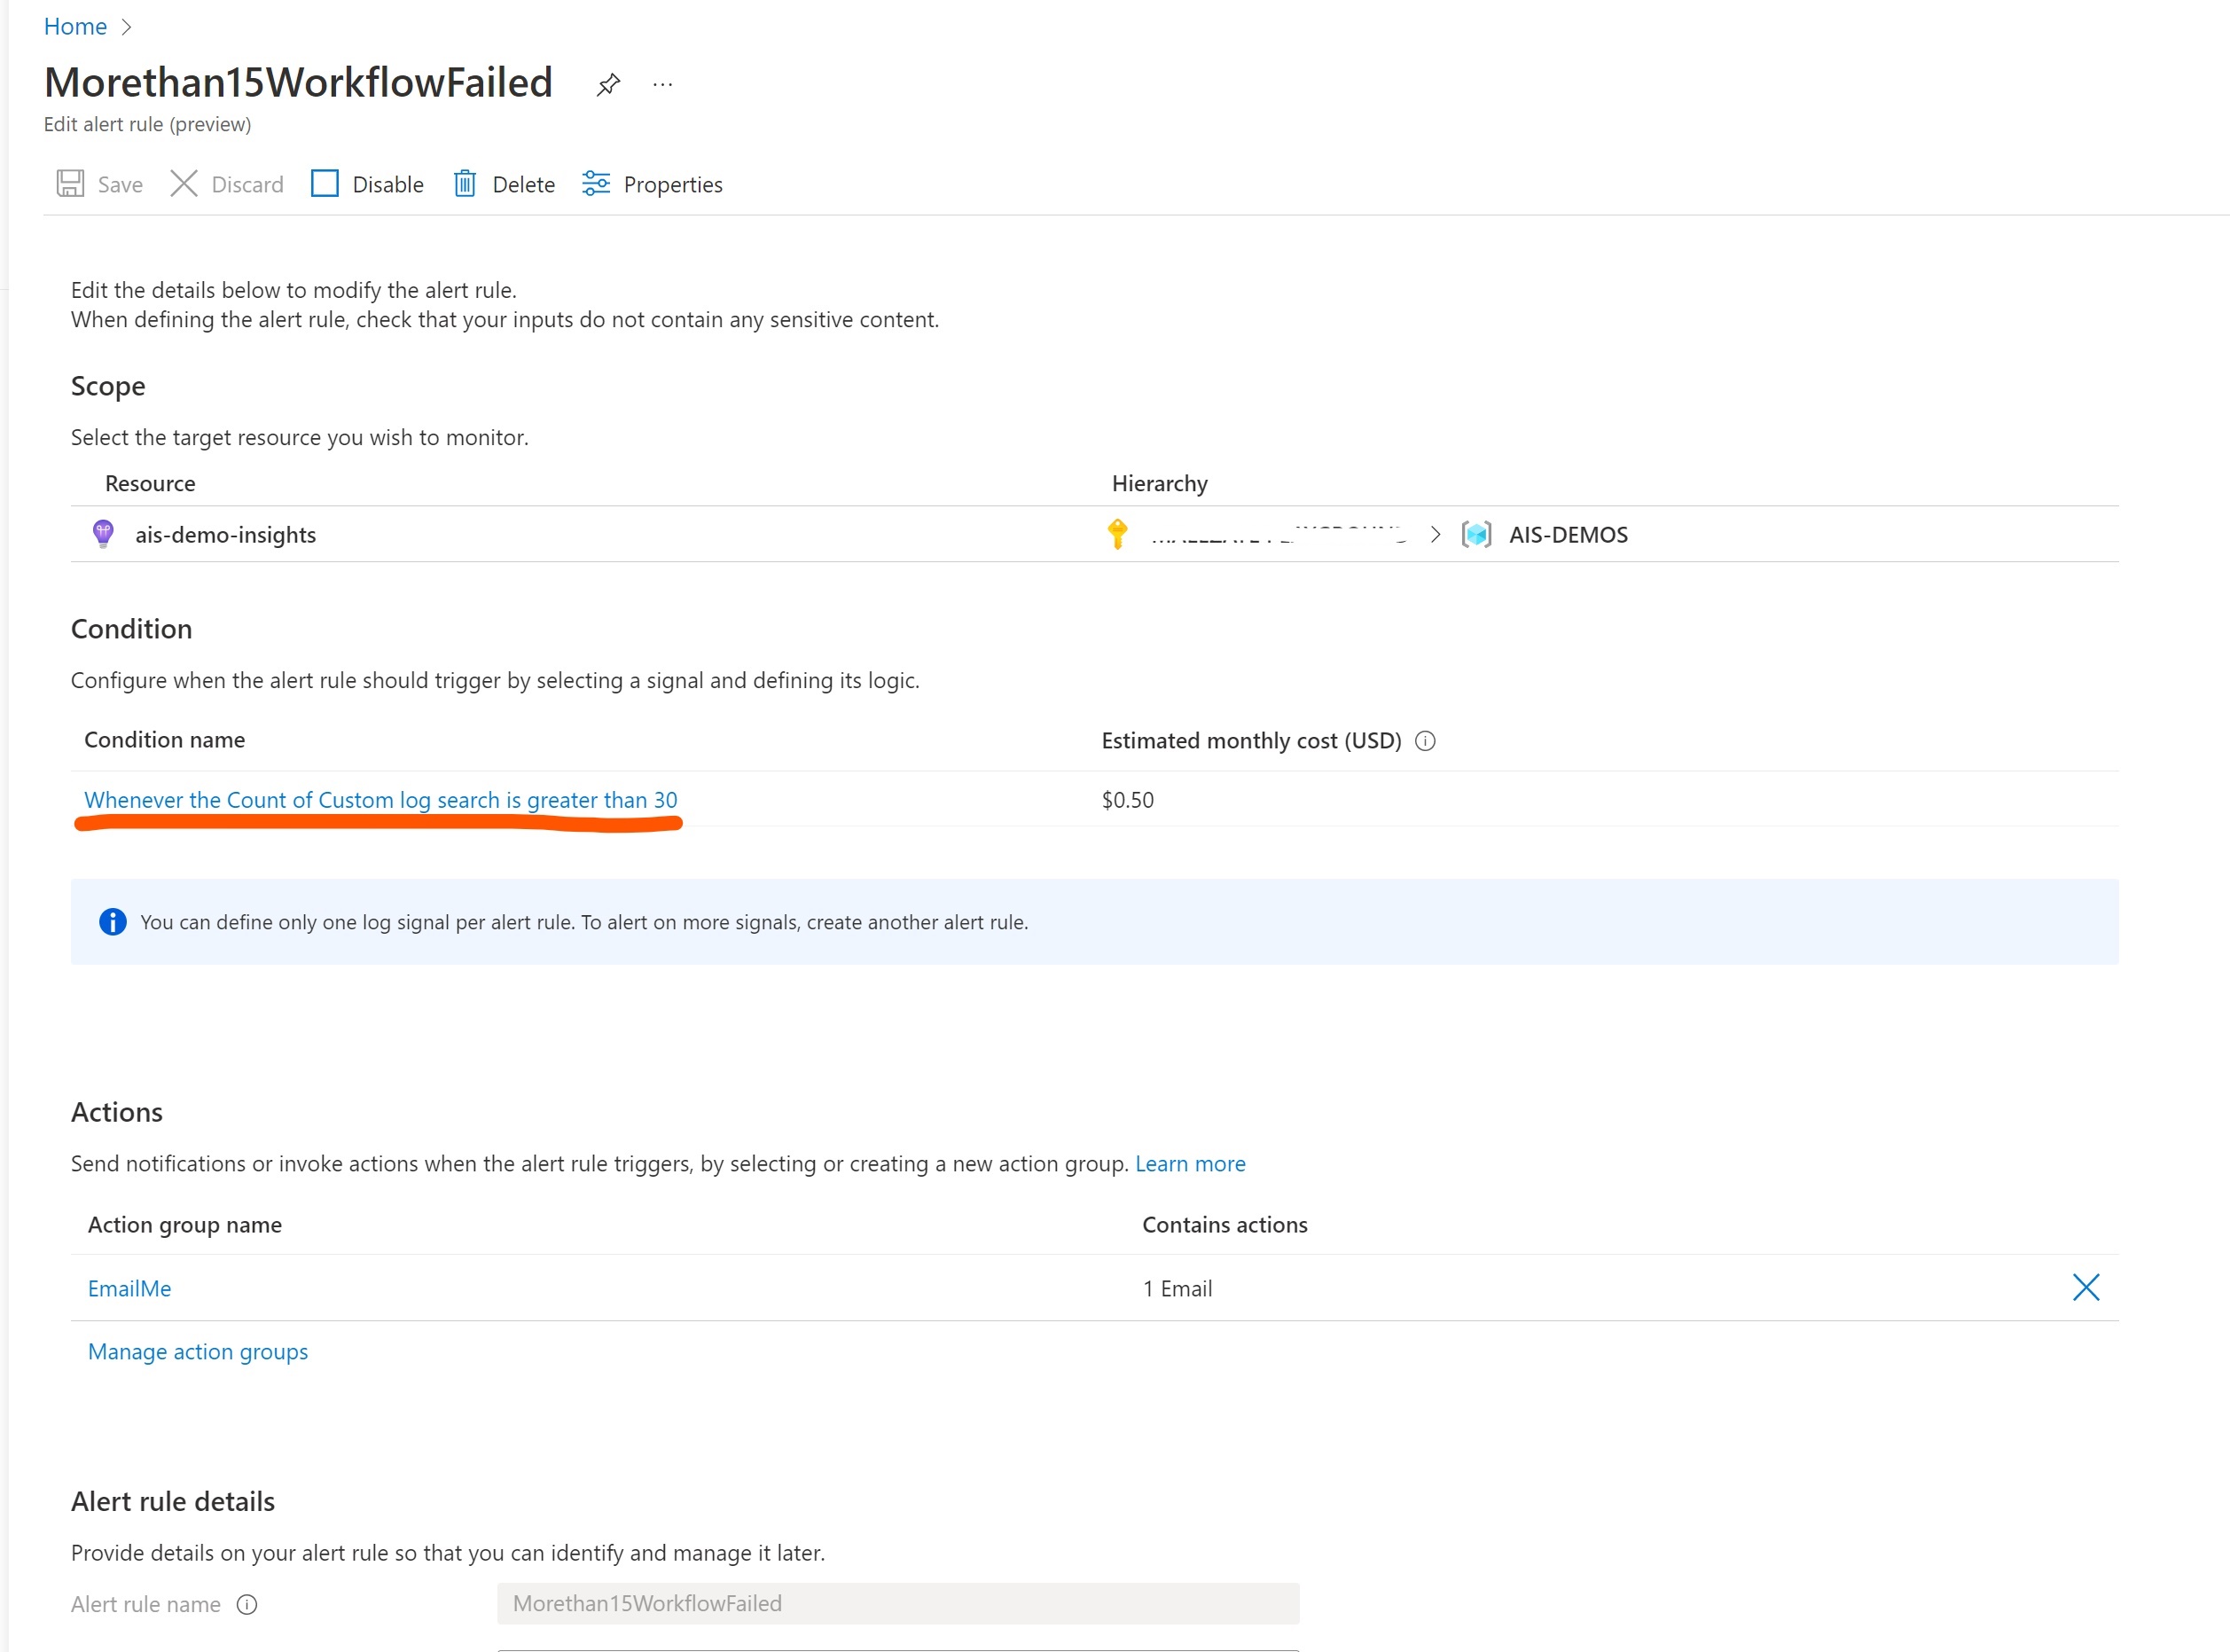 Home
Morethan15WorkflowFailed
Edit alert rule (preview)
Save Discard Disable Delete Properties
Edit the details below to modify the alert rule.
When defining the alert rule, check that your inputs do not contain any sensitive content.
Scope
Select the target resource you wish to monitor.
Resource Hierarchy
ais-demo-insights AIS-DEMOS
Condition
Configure when the alert rule should trigger by selecting a signal and defining its logic.
Condition name Estimated monthly cost (USD)
Whenever the Count of Custom log search is greater than 30 $0.50
You can define only one log signal per alert rule. To alert on more signals, create another alert rule.
Actions
Send notifications or invoke actions when the alert rule triggers, by selecting or creating a new action group. Learn more
Action group name Contains actions
EmailMe 1 Email
Manage action groups
Alert rule details
Provide details on your alert rule so that you can identify and manage it later.
Alert rule name Morethan15WorkflowFailed